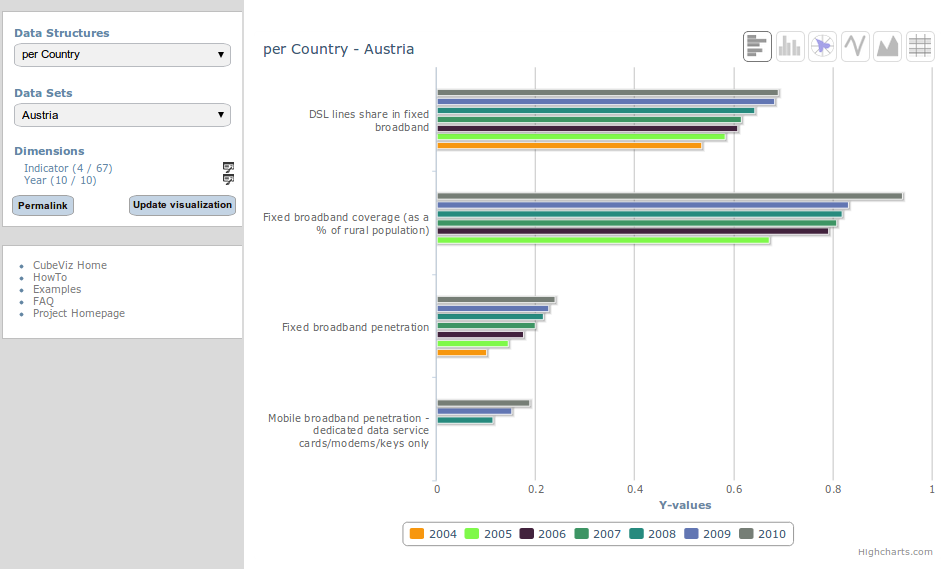 Data Structures
per Country
Data Sets
Austria
Dimensions
Indicator (4 / 67)
Year (10 / 10)
Permalink
Update visualization
CubeViz Home
HowTo
Examples
FAQ
Project Homepage
per Country - Austria
DSL lines share in fixed
broadband
Fixed broadband coverage (as a
% of rural population)
Fixed broadband penetration
Mobile broadband penetration -
dedicated data service
cards/modems/keys only
0 0.2 0.4 0.6 0.8 1
Y-values
2004 2005 2006 2007 2008 2009 2010
Highcharts.com